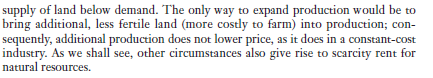 supply of land below demand. The only way to expand production would be to
bring additional, less fertile land (more costly to farm) into production; con-
sequently, additional production does not lower price, as it does in a constant-cost
industry. As we shall see, other circumstances also give rise to scarcity rent for
natural resources.